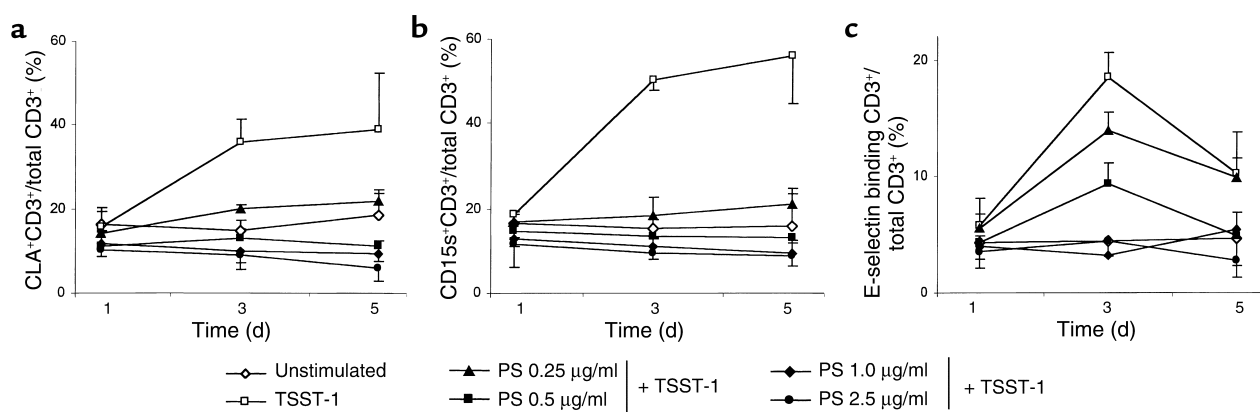 a
CLA⁺CD3⁺/total CD3⁺ (%)
60
40
20
0
1 3 5
Time (d)
b
CD15s⁺CD3⁺/total CD3⁺ (%)
60
40
20
0
1 3 5
Time (d)
c
E-selectin binding CD3⁺/
total CD3⁺ (%)
20
10
0
1 3 5
Time (d)
Unstimulated
TSST-1
PS 0.25 µg/ml
PS 0.5 µg/ml
+ TSST-1
PS 1.0 µg/ml
PS 2.5 µg/ml
+ TSST-1